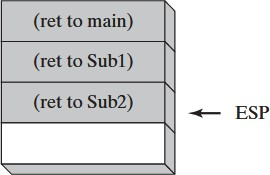 (ret to main)
(ret to Sub1)
(ret to Sub2)
ESP